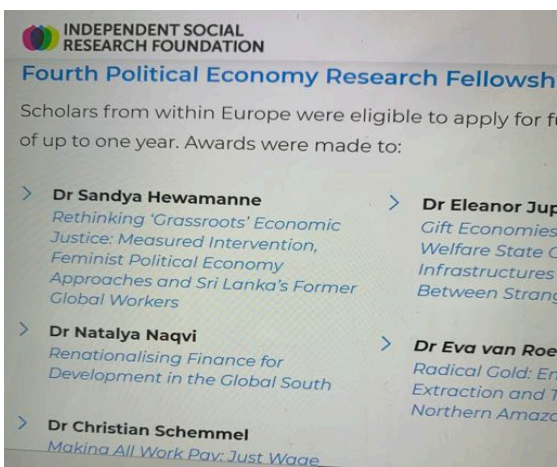 INDEPENDENT SOCIAL
RESEARCH FOUNDATION
Fourth Political Economy Research Fellowsh
Scholars from within Europe were eligible to apply for fu
of up to one year. Awards were made to:
Dr Sandya Hewamanne
Rethinking ‘Grassroots’ Economic
Justice: Measured Intervention,
Feminist Political Economy
Approaches and Sri Lanka’s Former
Global Workers
Dr Natalya Naqvi
Renationalising Finance for
Development in the Global South
Dr Christian Schemmel
Making All Work Pay: Just Wage
Dr Eleanor Jup
Gift Economies
Welfare State
Infrastructures
Between Strang
Dr Eva van Roe
Radical Gold: En
Extraction and T
Northern Amazo